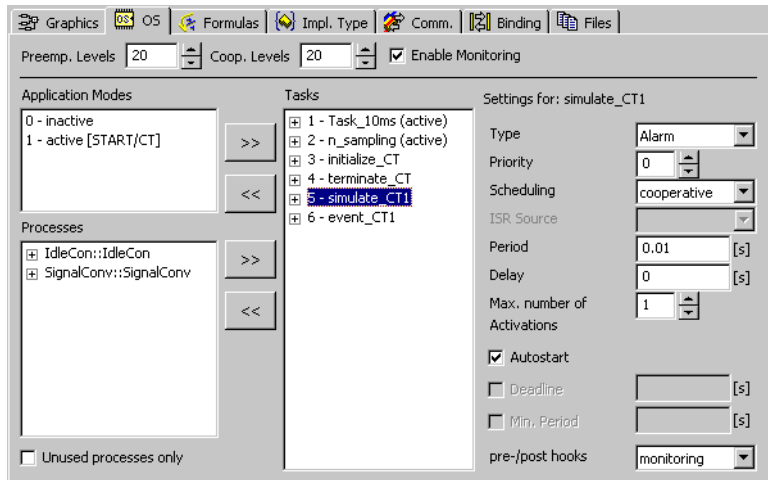 Graphics OS Formulas Impl. Type Comm. Binding Files
Preemp. Levels 20 Coop. Levels 20 Enable Monitoring
Application Modes
0 - inactive
1 - active [START/CT]
>>
<<
Processes
IdleCon::IdleCon
SignalConv::SignalConv
>>
<<
Unused processes only
Tasks
1 - Task_10ms (active)
2 - n_sampling (active)
3 - initialize_CT
4 - terminate_CT
5 - simulate_CT1
6 - event_CT1
Settings for: simulate_CT1
Type Alarm
Priority 0
Scheduling cooperative
ISR Source
Period 0.01 [s]
Delay 0 [s]
Max. number of
Activations 1
Autostart
Deadline [s]
Min. Period [s]
pre-/post hooks monitoring